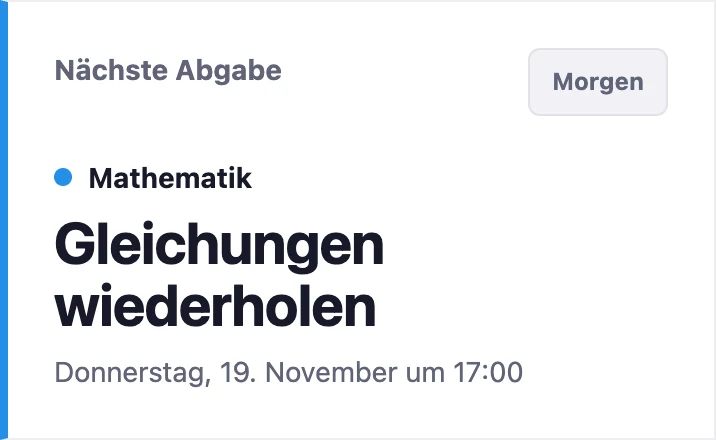 Nächste Abgabe
Morgen
Mathematik
Gleichungen
wiederholen
Donnerstag, 19. November um 17:00